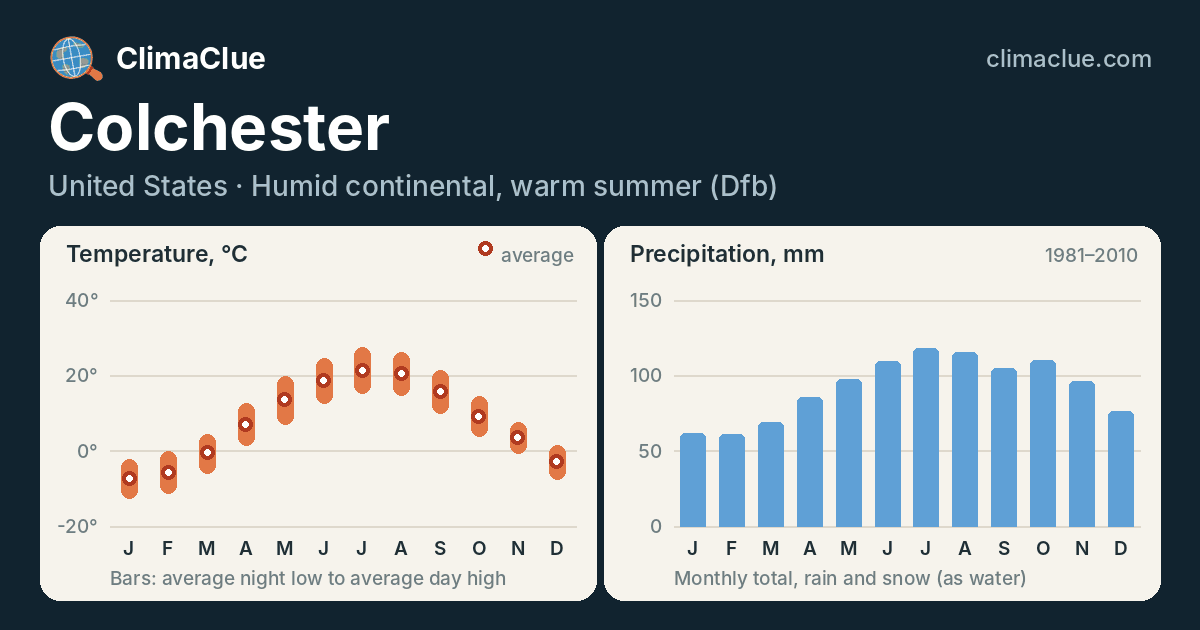 ClimaClue
climaclue.com
Colchester
United States · Humid continental, warm summer (Dfb)
Temperature, °C
average
40°
20°
0°
-20°
J F M A M J J A S O N D
Bars: average night low to average day high
Precipitation, mm
1981–2010
150
100
50
0
J F M A M J J A S O N D
Monthly total, rain and snow (as water)